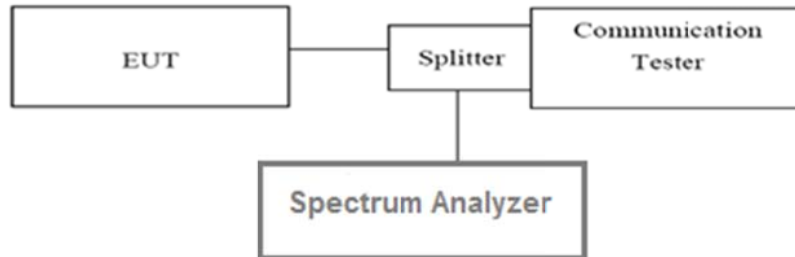 EUT
Splitter
Communication
Tester
Spectrum Analyzer